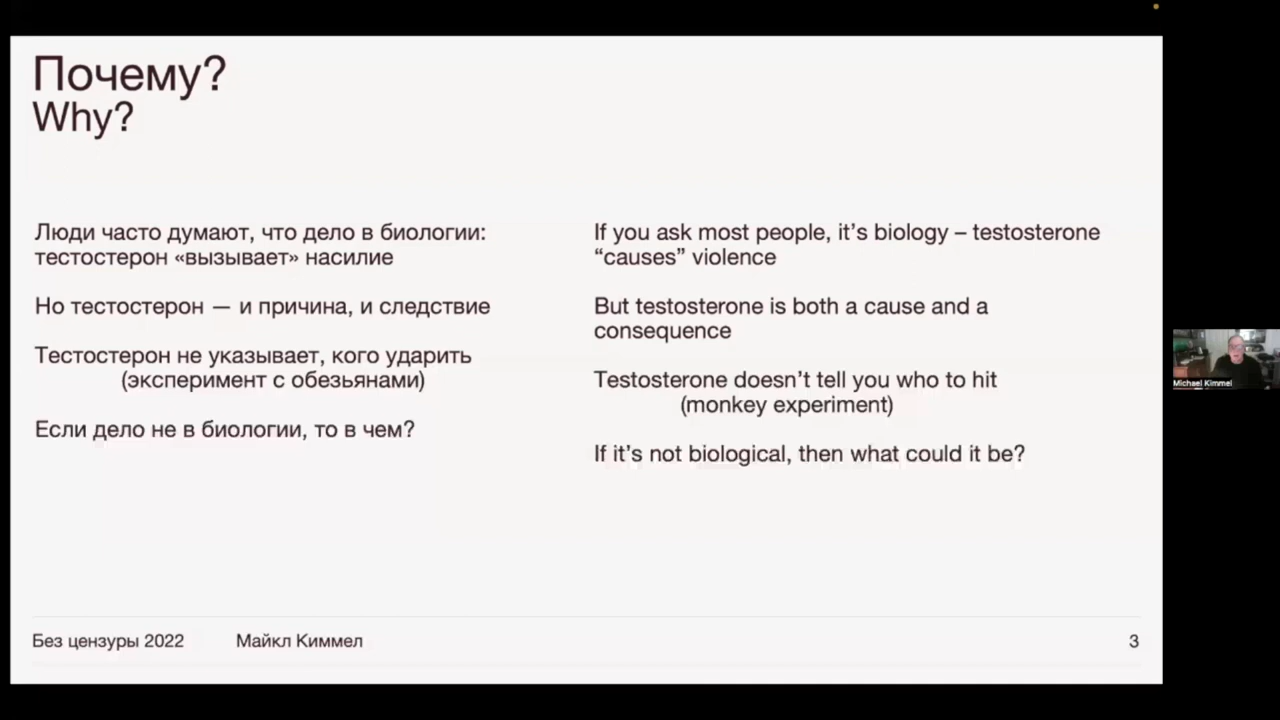 Почему?
Why?
Люди часто думают, что дело в биологии:
тестостерон «вызывает» насилие
Но тестостерон — и причина, и следствие
Тестостерон не указывает, кого ударить
(эксперимент с обезьянами)
Если дело не в биологии, то в чем?
If you ask most people, it’s biology – testosterone
“causes” violence
But testosterone is both a cause and a
consequence
Testosterone doesn’t tell you who to hit
(monkey experiment)
If it’s not biological, then what could it be?
Michael Kimmel
Без цензуры 2022
Майкл Киммел
3